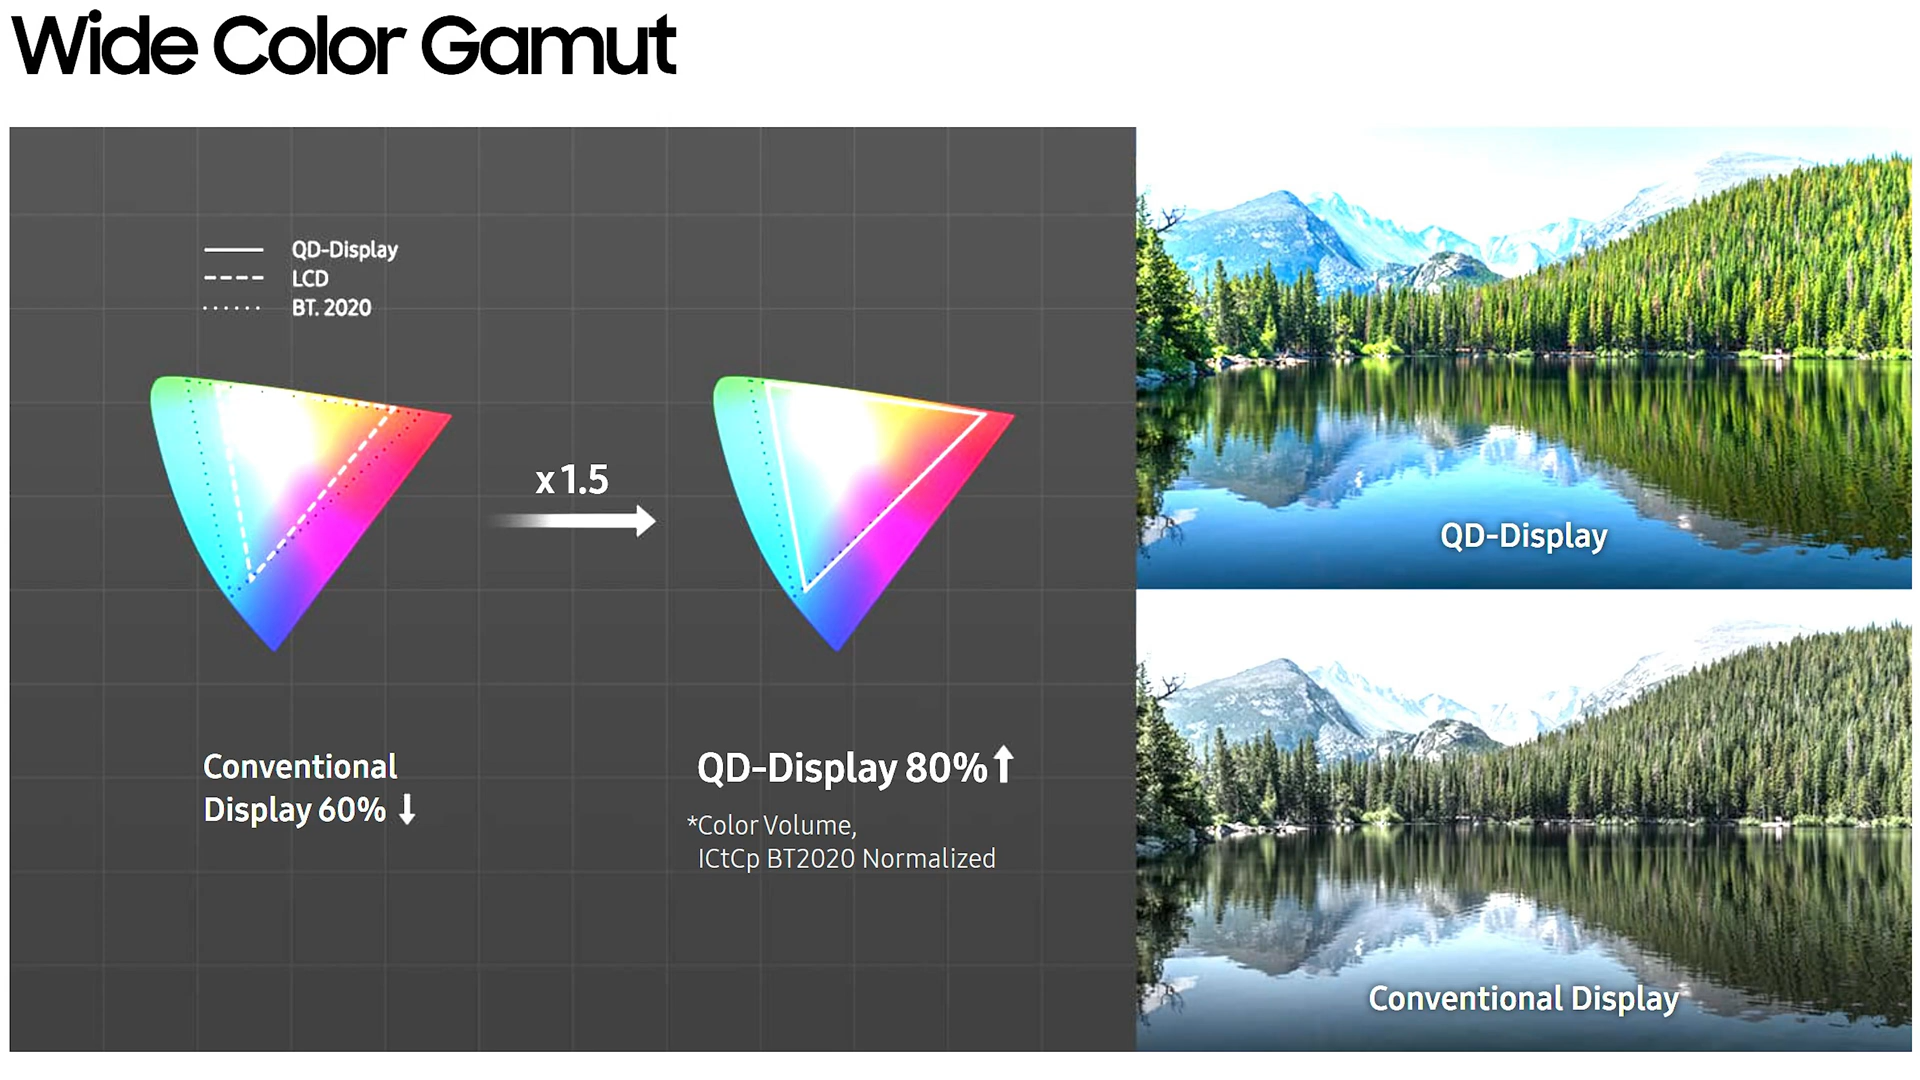 Wide Color Gamut
QD-Display
LCD
BT. 2020
x 1.5
Conventional
Display 60% ↓
QD-Display 80% ↑
*Color Volume,
ICtCp BT2020 Normalized
QD-Display
Conventional Display